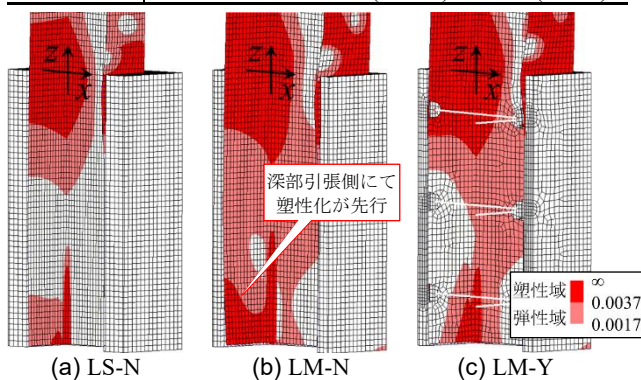 z
x
z
x
z
x
深部引張側にて
塑性化が先行
塑性域
弾性域
∞
0.0037
0.0017
(a) LS-N
(b) LM-N
(c) LM-Y